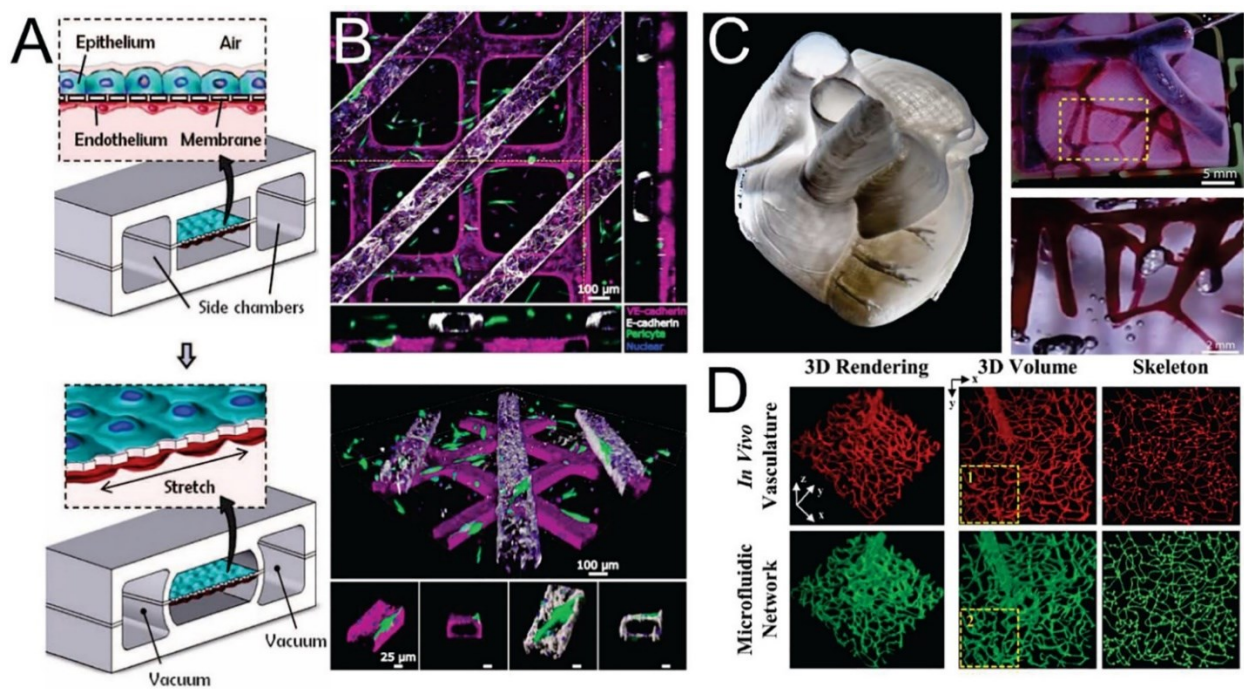 A
Epithelium
Air
Endothelium
Membrane
Side chambers
Stretch
Vacuum
Vacuum
B
100 µm
VE-cadherin
E-cadherin
Pericyte
Nuclear
100 µm
25 µm
C
5 mm
2 mm
D
3D Rendering
3D Volume
Skeleton
x
y
In Vivo
Vasculature
z
y
x
1
Microfluidic
Network
2